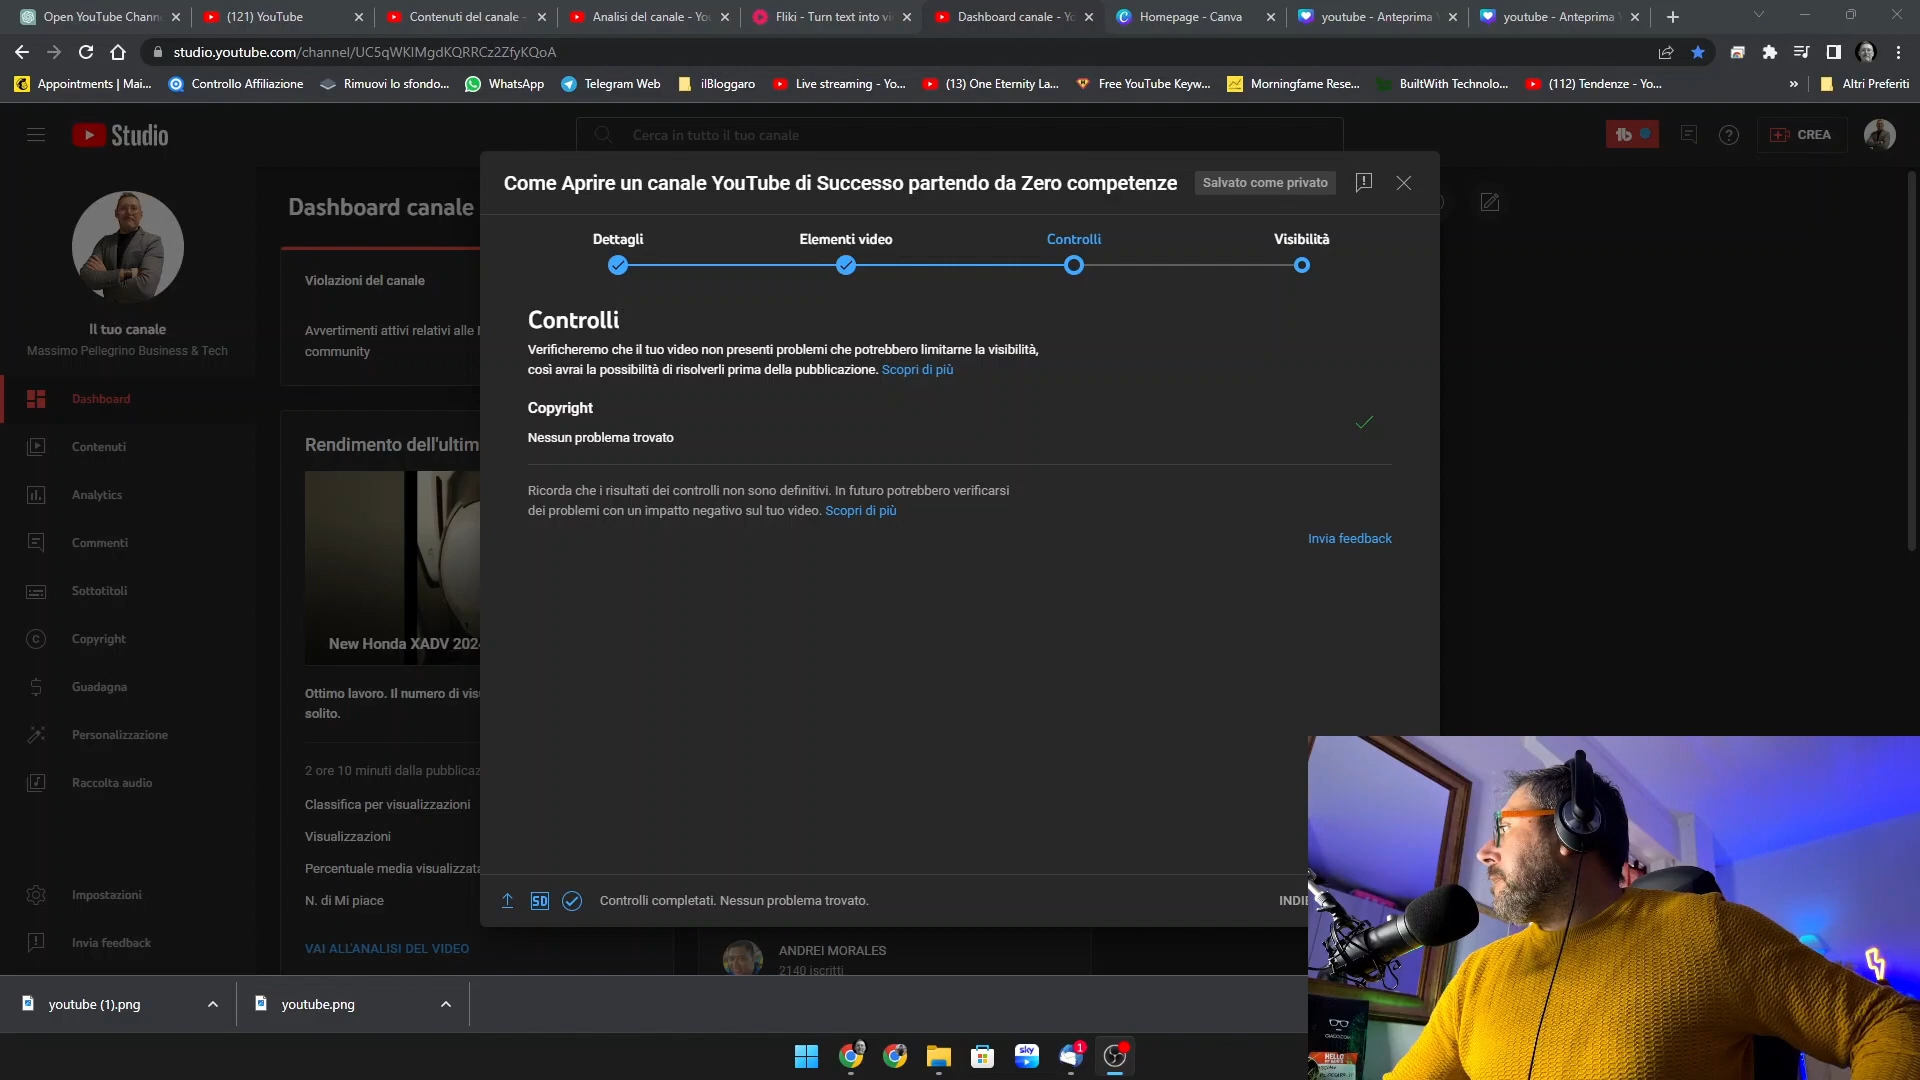 Open YouTube Chann
(121) YouTube
Contenuti del canale -
Analisi del canale - You
Fliki - Turn text into vi
Dashboard canale - Yo
Homepage - Canva
youtube - Anteprima
youtube - Anteprima
studio.youtube.com/channel/UC5qWKlMgdKQRRCz2ZfyKQoA
Appointments | Mai...
Controllo Affiliazione
Rimuovi lo sfondo...
WhatsApp
Telegram Web
ilBloggaro
Live streaming - Yo...
(13) One Eternity La...
Free YouTube Keyw...
Morningfame Rese...
BuiltWith Technolo...
(112) Tendenze - Yo...
»
Altri Preferiti
Studio
Cerca in tutto il tuo canale
CREA
Come Aprire un canale YouTube di Successo partendo da Zero competenze
Salvato come privato
Dettagli
Elementi video
Controlli
Visibilità
Controlli
Verificheremo che il tuo video non presenti problemi che potrebbero limitarne la visibilità,
così avrai la possibilità di risolverli prima della pubblicazione. Scopri di più
Copyright
Nessun problema trovato
Ricorda che i risultati dei controlli non sono definitivi. In futuro potrebbero verificarsi
dei problemi con un impatto negativo sul tuo video. Scopri di più
Invia feedback
SD
Controlli completati. Nessun problema trovato.
INDIE
Il tuo canale
Massimo Pellegrino Business & Tech
Dashboard
Contenuti
Analytics
Commenti
Sottotitoli
Copyright
Guadagna
Personalizzazione
Raccolta audio
Impostazioni
Invia feedback
Dashboard canale
Violazioni del canale
Avvertimenti attivi relativi alle
community
Rendimento dell'ultim
New Honda XADV 2024
Ottimo lavoro. Il numero di vis
solito.
2 ore 10 minuti dalla pubblicaz
Classifica per visualizzazioni
Visualizzazioni
Percentuale media visualizzata
N. di Mi piace
VAI ALL'ANALISI DEL VIDEO
ANDREI MORALES
2140 iscritti
youtube (1).png
youtube.png
sky
1
HELLO